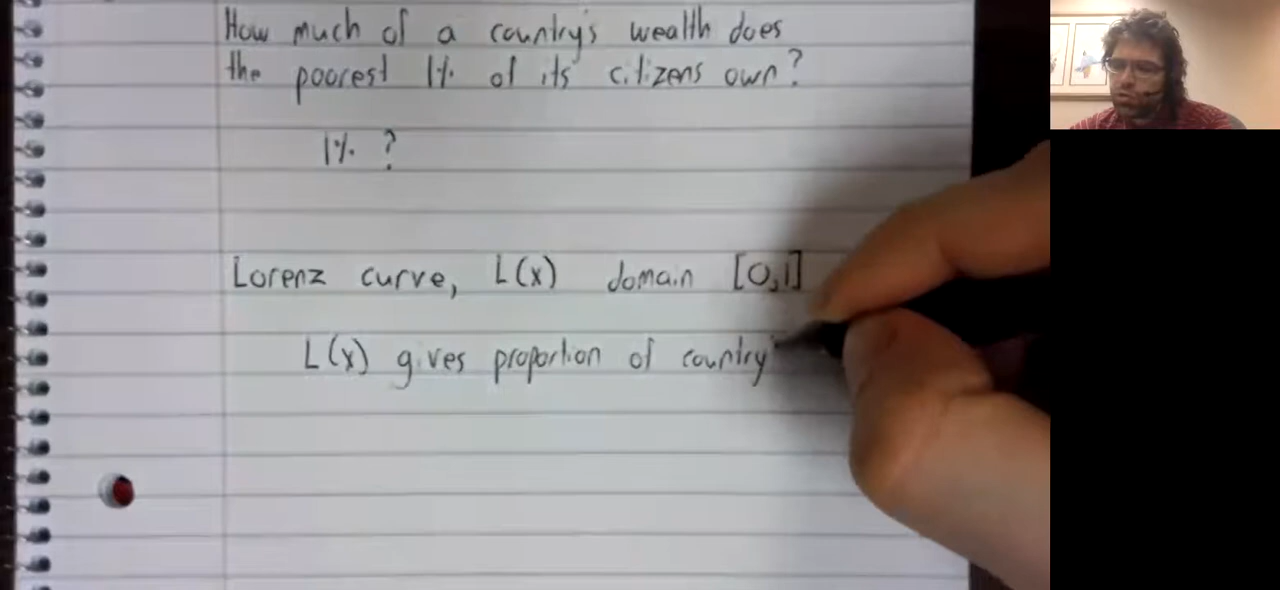 How much of a country's wealth does
the poorest 1% of its citizens own?
1% ?
Lorenz curve, L(x) domain [0,1]
L(x) gives proportion of country'